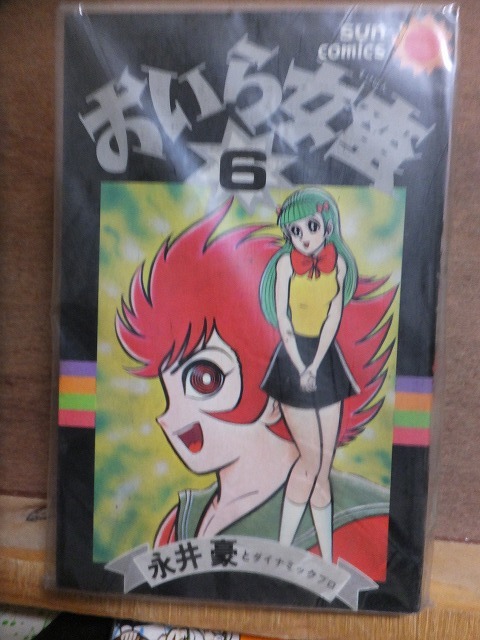 sun
comics
おいら女蛮
6
永井豪とダイナミックプロ